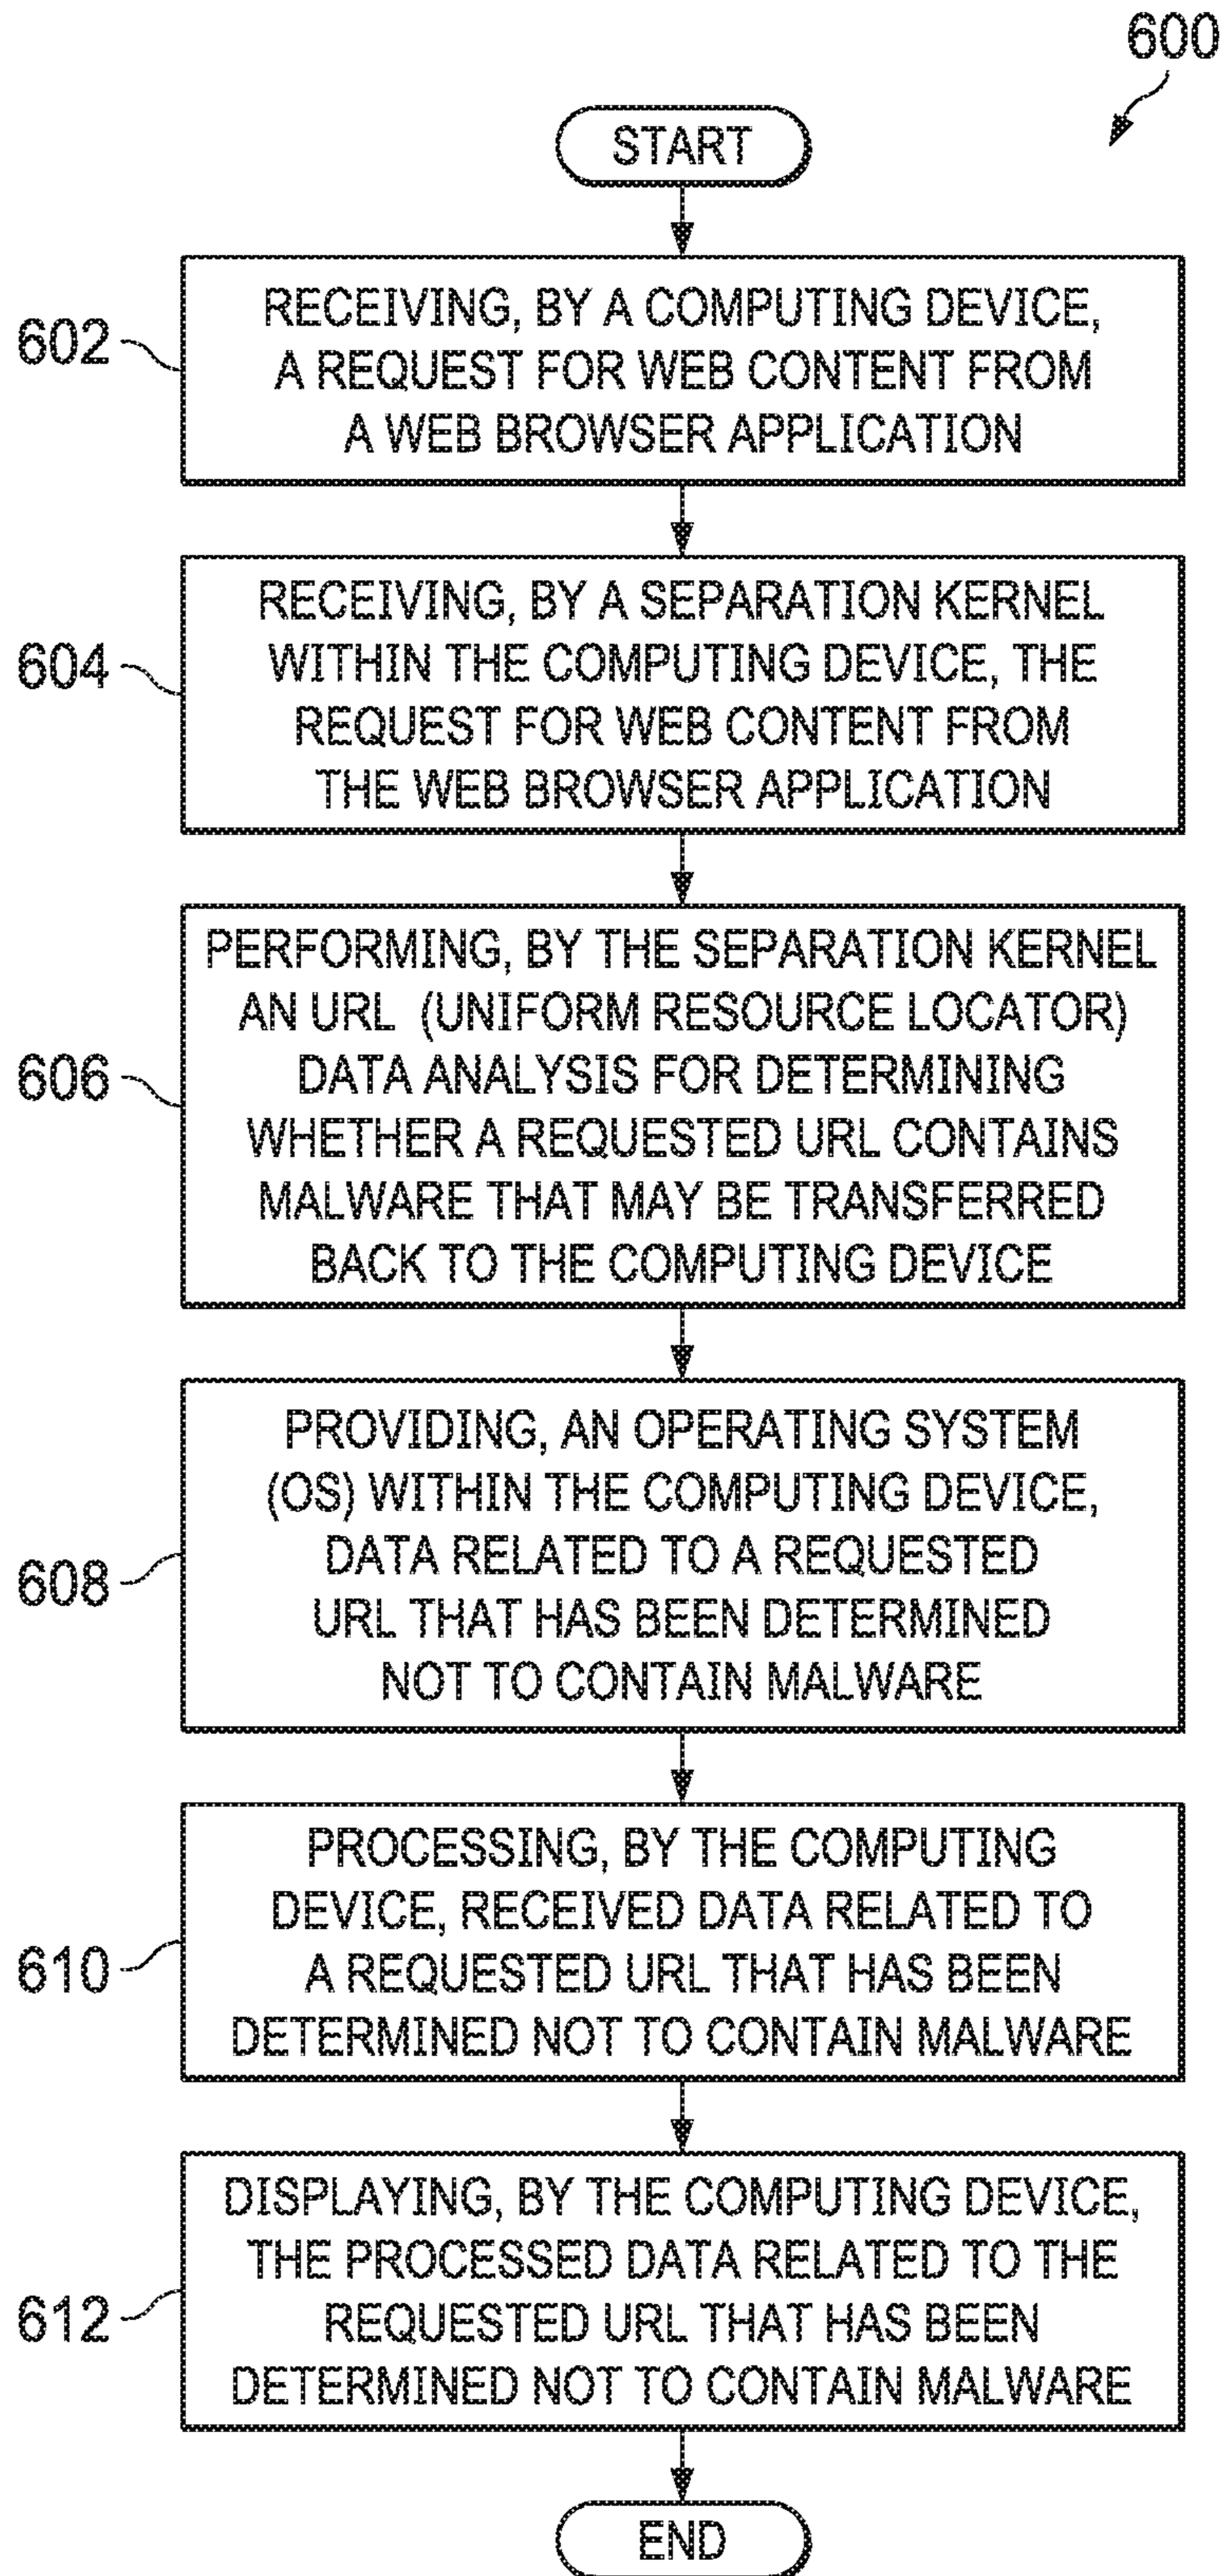 600
START
602
RECEIVING, BY A COMPUTING DEVICE,
A REQUEST FOR WEB CONTENT FROM
A WEB BROWSER APPLICATION
604
RECEIVING, BY A SEPARATION KERNEL
WITHIN THE COMPUTING DEVICE, THE
REQUEST FOR WEB CONTENT FROM
THE WEB BROWSER APPLICATION
606
PERFORMING, BY THE SEPARATION KERNEL
AN URL (UNIFORM RESOURCE LOCATOR)
DATA ANALYSIS FOR DETERMINING
WHETHER A REQUESTED URL CONTAINS
MALWARE THAT MAY BE TRANSFERRED
BACK TO THE COMPUTING DEVICE
608
PROVIDING, AN OPERATING SYSTEM
(OS) WITHIN THE COMPUTING DEVICE,
DATA RELATED TO A REQUESTED
URL THAT HAS BEEN DETERMINED
NOT TO CONTAIN MALWARE
610
PROCESSING, BY THE COMPUTING
DEVICE, RECEIVED DATA RELATED TO
A REQUESTED URL THAT HAS BEEN
DETERMINED NOT TO CONTAIN MALWARE
612
DISPLAYING, BY THE COMPUTING DEVICE,
THE PROCESSED DATA RELATED TO THE
REQUESTED URL THAT HAS BEEN
DETERMINED NOT TO CONTAIN MALWARE
END